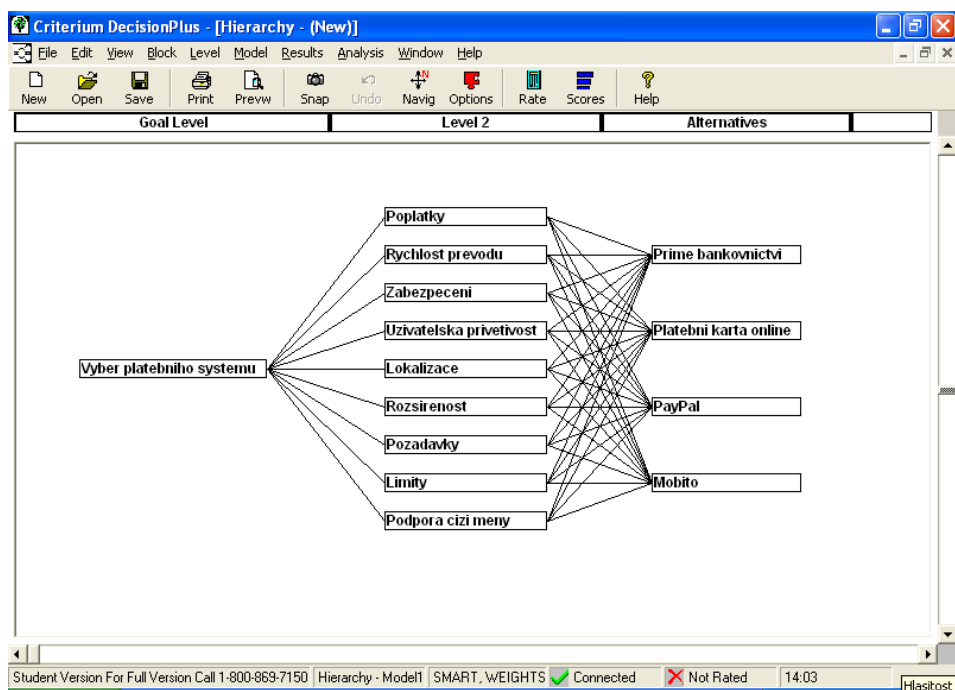 Criterium DecisionPlus - [Hierarchy - (New)]
File Edit View Block Level Model Results Analysis Window Help
New Open Save Print Prevw Snap Undo Navig Options Rate Scores Help
Goal Level Level 2 Alternatives
Poplatky
Rychlost prevodu
Prime bankovnictvi
Zabezpeceni
Uzivatelska privetivost
Platebni karta online
Vyber platebniho systemu
Lokalizace
Rozsirenost
PayPal
Pozadavky
Limity
Mobito
Podpora cizi meny
Student Version For Full Version Call 1-800-869-7150 Hierarchy - Model1 SMART, WEIGHTS Connected Not Rated 14:03
Hlasitost